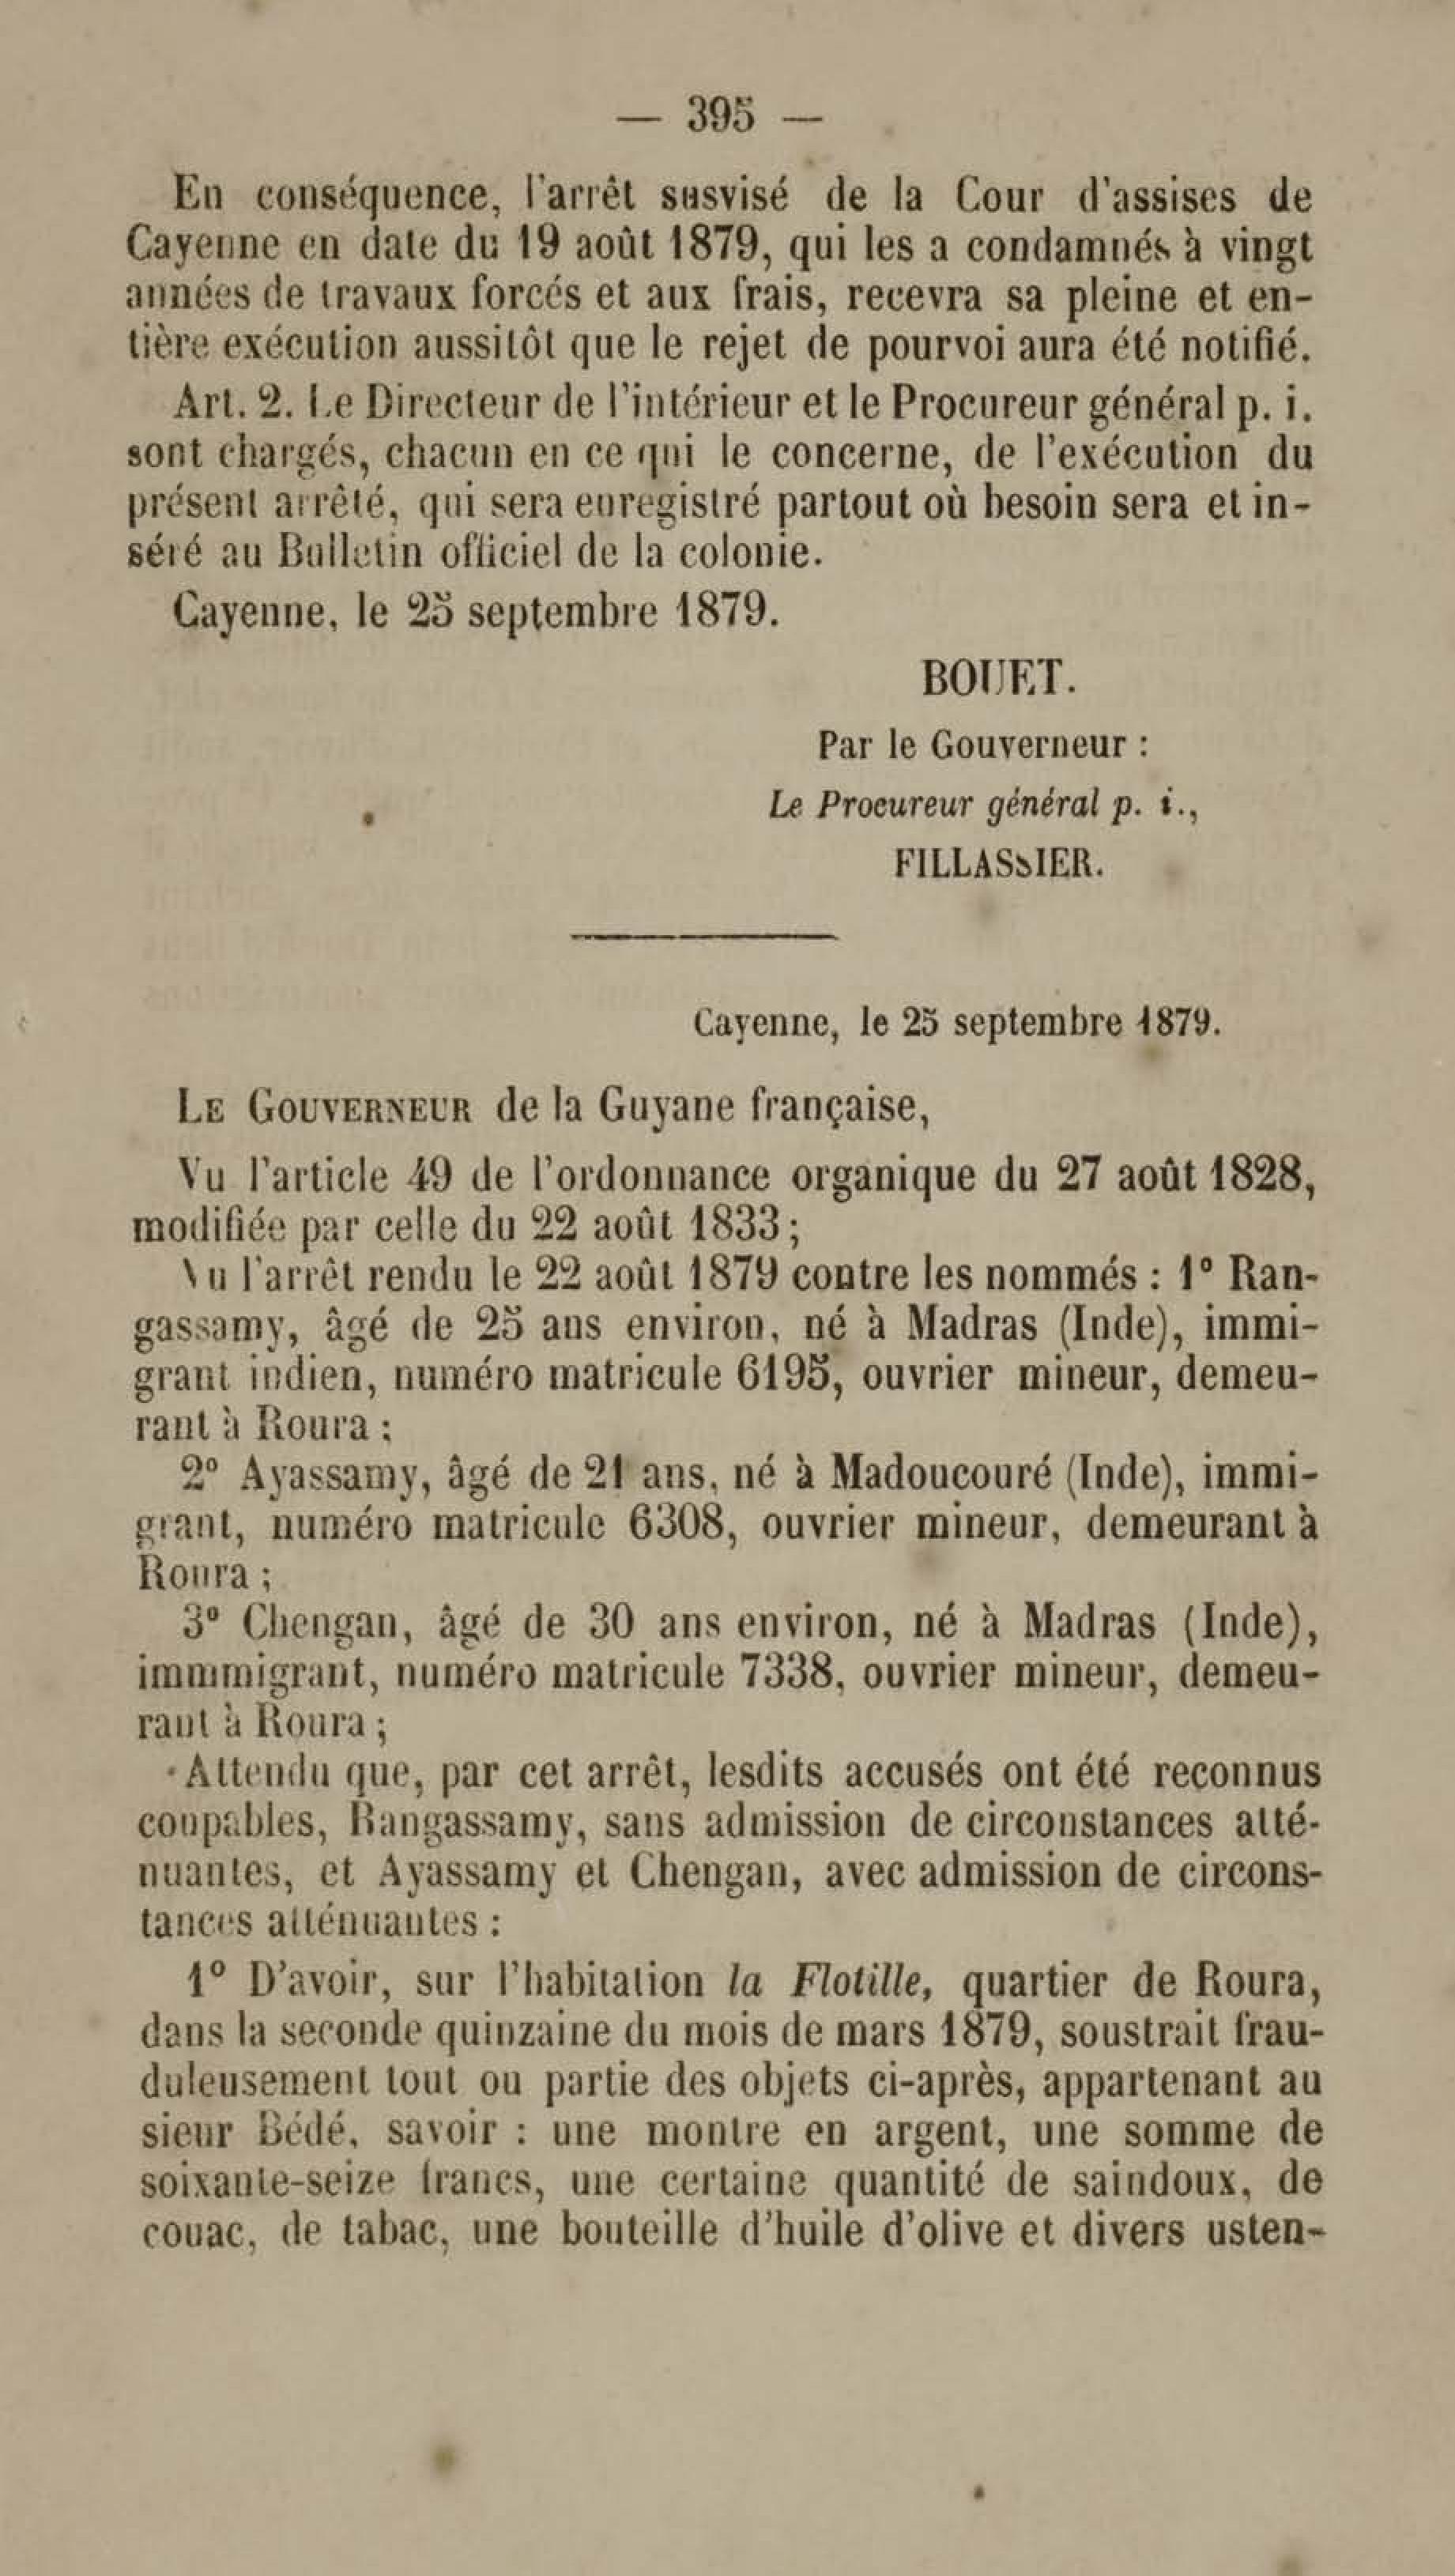 — 395 —
En conséquence, l'arrêt susvisé de la Cour d'assises de
Cayenne en date du 19 août 1879, qui les a condamnés à vingt
années de travaux forcés et aux frais, recevra sa pleine et en-
tière exécution aussitôt que le rejet de pourvoi aura été notifié.
Art. 2. Le Directeur de l'intérieur et le Procureur général p. i.
sont chargés, chacun en ce qui le concerne, de l'exécution du
présent arrêté, qui sera enregistré partout où besoin sera et in-
séré au Bulletin officiel de la colonie.
Cayenne, le 25 septembre 1879.
BOUET.
Par le Gouverneur :
Le Procureur général p. i.,
FILLASSIER.
Cayenne, le 25 septembre 1879.
LE GOUVERNEUR de la Guyane française,
Vu l'article 49 de l'ordonnance organique du 27 août 1828,
modifiée par celle du 22 août 1833;
Vu l'arrêt rendu le 22 août 1879 contre les nommés : 1° Ran-
gassamy, âgé de 25 ans environ, né à Madras (Inde), immi-
grant indien, numéro matricule 6195, ouvrier mineur, demeu-
rant à Roura;
2° Ayassamy, âgé de 21 ans, né à Madoucouré (Inde), immi-
grant, numéro matricule 6308, ouvrier mineur, demeurant à
Roura;
3° Chengan, âgé de 30 ans environ, né à Madras (Inde),
immmigrant, numéro matricule 7338, ouvrier mineur, demeu-
rant à Roura;
Attendu que, par cet arrêt, lesdits accusés ont été reconnus
coupables, Rangassamy, sans admission de circonstances atté-
nuantes, et Ayassamy et Chengan, avec admission de circons-
tances atténuantes :
1° D'avoir, sur l'habitation la Flotille, quartier de Roura,
dans la seconde quinzaine du mois de mars 1879, soustrait frau-
duleusement tout ou partie des objets ci-après, appartenant au
sieur Bédé, savoir : une montre en argent, une somme de
soixante-seize francs, une certaine quantité de saindoux, de
couac, de tabac, une bouteille d'huile d'olive et divers usten-